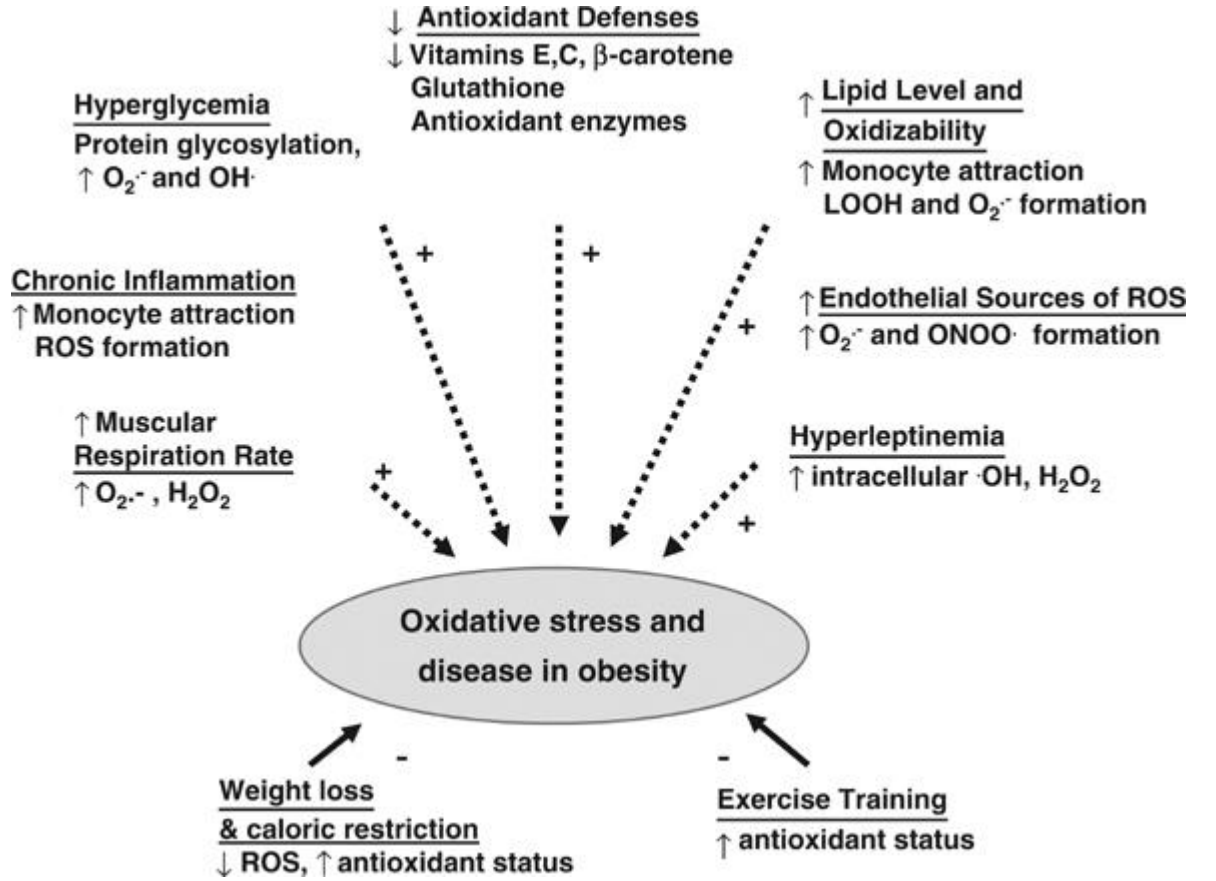 ↓ Antioxidant Defenses
↓ Vitamins E,C, β-carotene
Glutathione
Antioxidant enzymes
Hyperglycemia
Protein glycosylation,
↑ O₂·⁻ and OH·
↑ Lipid Level and
Oxidizability
↑ Monocyte attraction
LOOH and O₂·⁻ formation
+
+
Chronic Inflammation
↑ Monocyte attraction
ROS formation
+
↑ Endothelial Sources of ROS
↑ O₂·⁻ and ONOO· formation
↑ Muscular
Respiration Rate
↑ O₂.- , H₂O₂
+
Hyperleptinemia
↑ intracellular ·OH, H₂O₂
+
Oxidative stress and
disease in obesity
-
-
Weight loss
& caloric restriction
↓ ROS, ↑ antioxidant status
Exercise Training
↑ antioxidant status